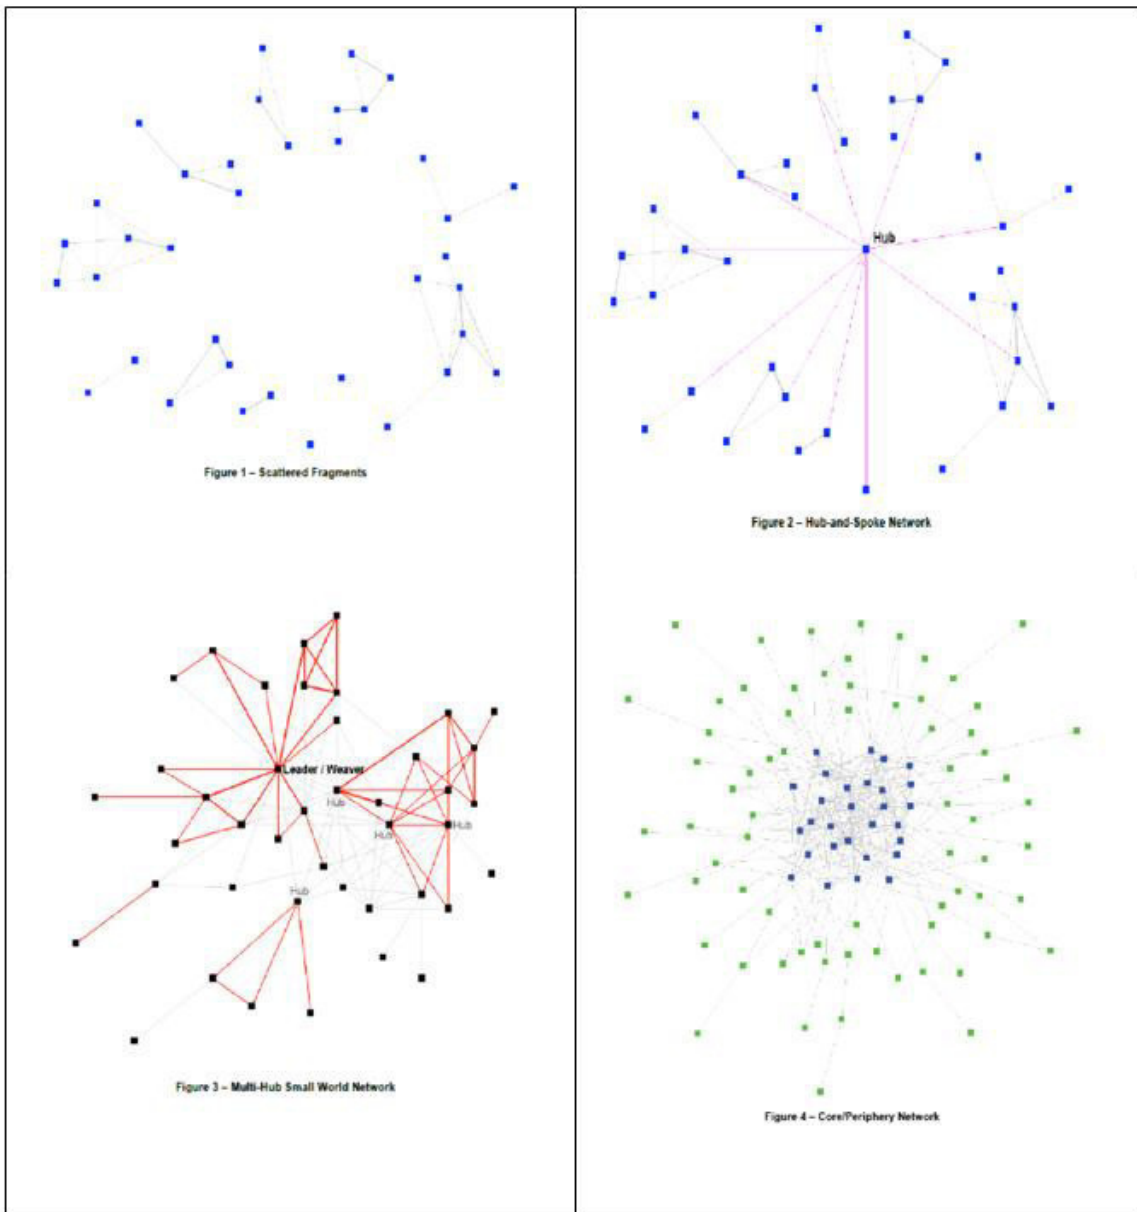 Hub
Figure 1 – Scattered Fragments
Figure 2 – Hub-and-Spoke Network
Leader / Weaver
Hub
Hub
Hub
Hub
Figure 3 – Multi-Hub Small World Network
Figure 4 – Core/Periphery Network